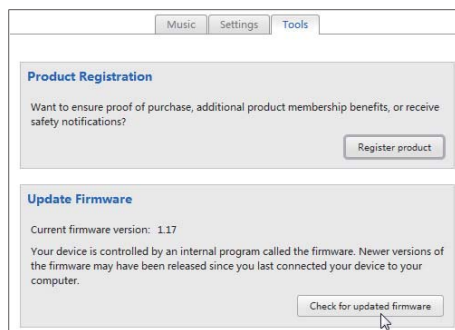 Music Settings Tools
Product Registration
Want to ensure proof of purchase, additional product membership benefits, or receive
safety notifications?
Register product
Update Firmware
Current firmware version: 1.17
Your device is controlled by an internal program called the firmware. Newer versions of
the firmware may have been released since you last connected your device to your
computer.
Check for updated firmware